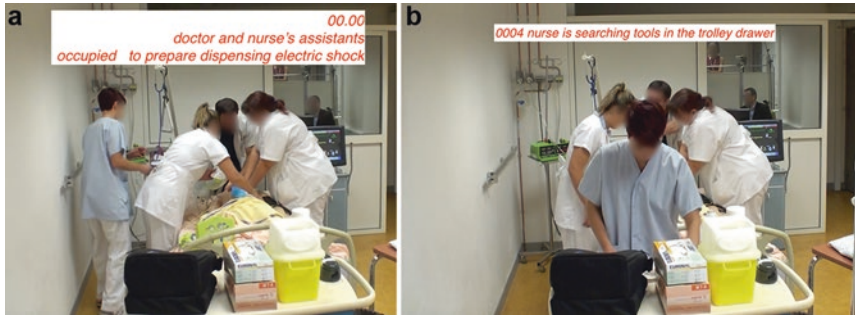 a
00.00
doctor and nurse's assistants
occupied to prepare dispensing electric shock
b
0004 nurse is searching tools in the trolley drawer